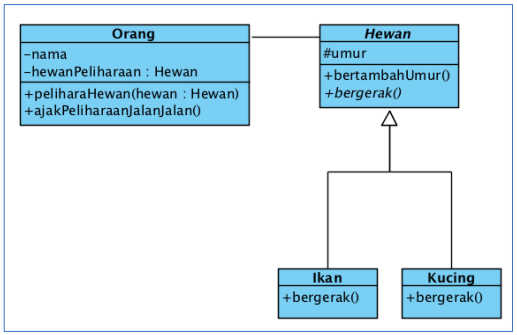 Orang
-nama
-hewanPeliharaan : Hewan
+peliharaHewan(hewan : Hewan)
+ajakPeliharaanJalanJalan()
Hewan
#umur
+bertambahUmur()
+bergerak()
Ikan
+bergerak()
Kucing
+bergerak()